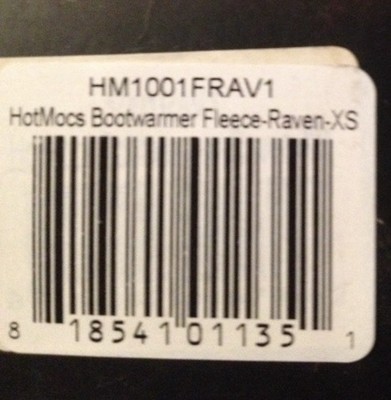 HM1001FRAV1
HotMocs Bootwarmer Fleece-Raven-XS
8 18541 01135 1